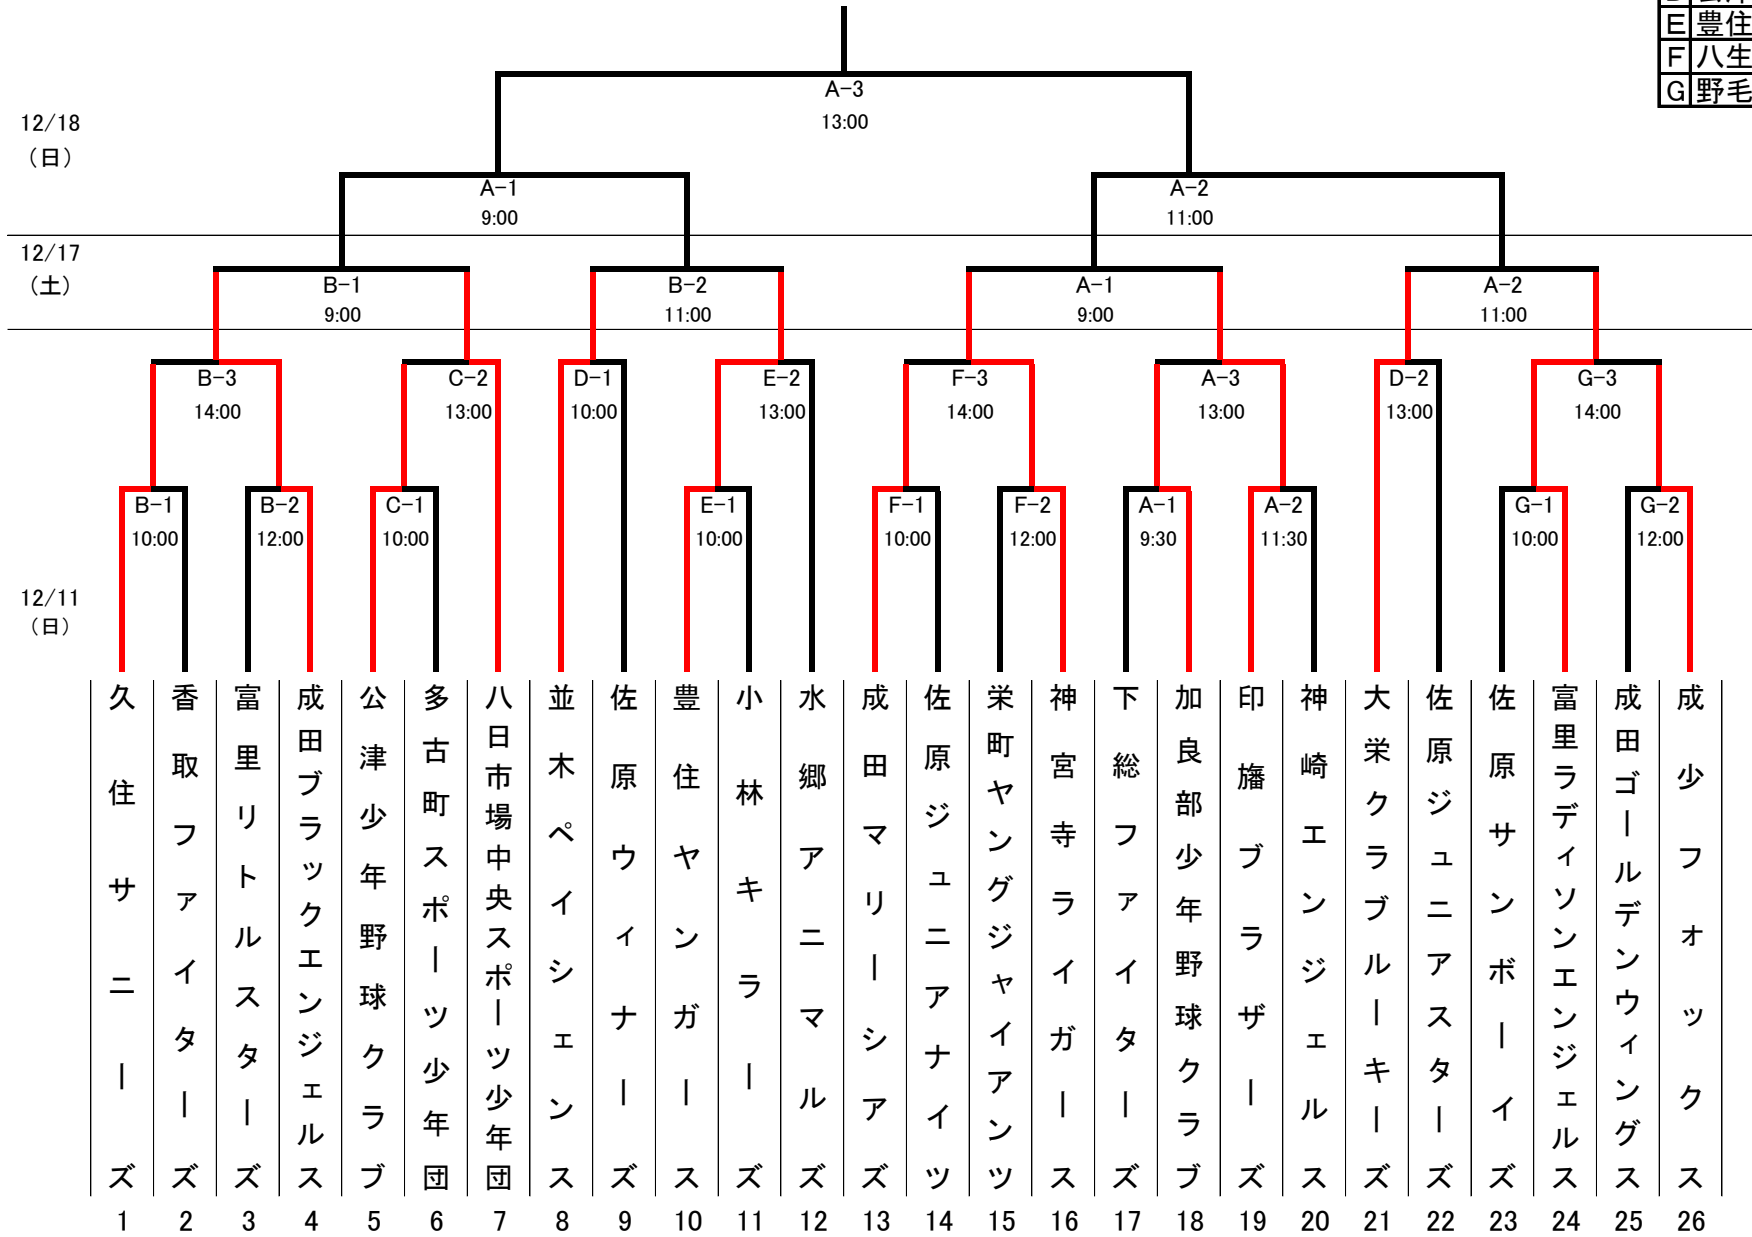 E 豊住
F 八生
G 野毛
A-3
13:00
12/18
（日）
A-1
9:00
A-2
11:00
12/17
（土）
B-1
9:00
B-2
11:00
A-1
9:00
A-2
11:00
B-3
14:00
C-2
13:00
D-1
10:00
E-2
13:00
F-3
14:00
A-3
13:00
D-2
13:00
G-3
14:00
B-1
10:00
B-2
12:00
C-1
10:00
E-1
10:00
F-1
10:00
F-2
12:00
A-1
9:30
A-2
11:30
G-1
10:00
G-2
12:00
12/11
（日）
久住サニーズ
香取ファイターズ
富里リトルスターズ
成田ブラックエンジェルス
公津少年野球クラブ
多古町スポーツ少年団
八日市場中央スポーツ少年団
並木ペイシェンス
佐原ウィナーズ
豊住ヤンガース
小林キラーズ
水郷アニマルズ
成田マリーシアズ
佐原ジュニアナイツ
栄町ヤングジャイアンツ
神宮寺ライガース
下総ファイターズ
加良部少年野球クラブ
印旛ブラザーズ
神崎エンジェルス
大栄クラブルーキーズ
佐原ジュニアスターズ
佐原サンボーイズ
富里ラディソンエンジェルス
成田ゴールデンウィングス
成少フォックス
1 2 3 4 5 6 7 8 9 10 11 12 13 14 15 16 17 18 19 20 21 22 23 24 25 26